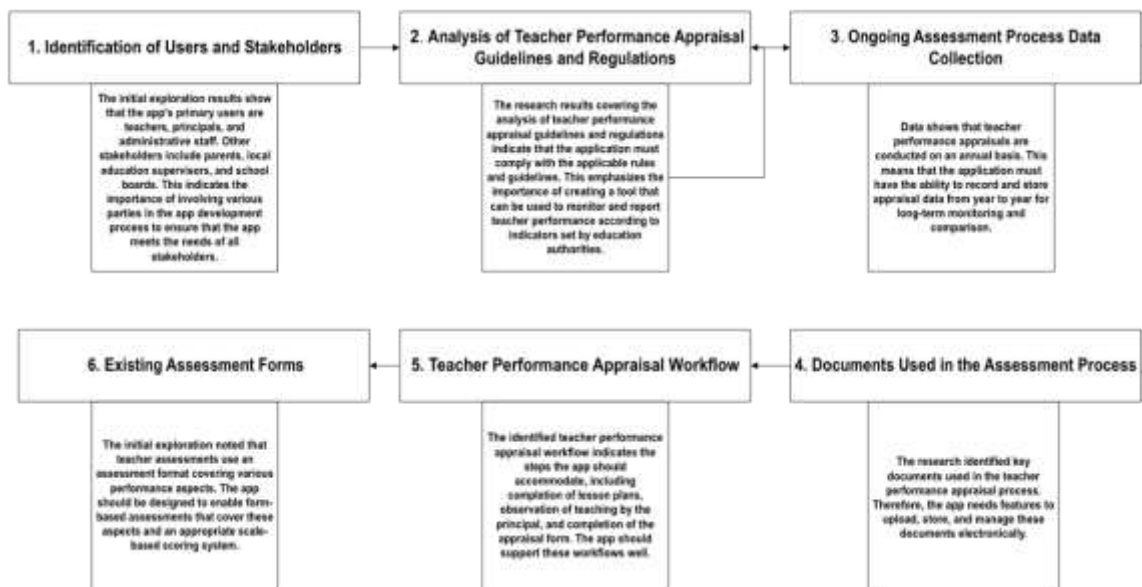 1. Identification of Users and Stakeholders
The initial exploration results show
that the app's primary users are
teachers, principals, and
administrative staff. Other
stakeholders include parents, local
education supervisors, and school
boards. This indicates the
importance of involving various
parties in the app development
process to ensure that the app
meets the needs of all
stakeholders.
2. Analysis of Teacher Performance Appraisal
Guidelines and Regulations
The research results covering the
analysis of teacher performance
appraisal guidelines and regulations
indicate that the application must
comply with the applicable rules
and guidelines. This emphasizes the
importance of creating a tool that
can be used to monitor and report
teacher performance according to
indicators set by education
authorities.
3. Ongoing Assessment Process Data
Collection
Data shows that teacher
performance appraisals are
conducted on an annual basis. This
means that the application must
have the ability to record and store
appraisal data from year to year for
long-term monitoring and
comparison.
6. Existing Assessment Forms
The initial exploration noted that
teacher assessments use an
assessment format covering various
performance aspects. The app
should be designed to enable form-
based assessments that cover these
aspects and an appropriate scale-
based scoring system.
5. Teacher Performance Appraisal Workflow
The identified teacher performance
appraisal workflow indicates the
steps the app should
accommodate, including
completion of lesson plans,
observation of teaching by the
principal, and completion of the
appraisal form. The app should
support these workflows well.
4. Documents Used in the Assessment Process
The research identified key
documents used in the teacher
performance appraisal process.
Therefore, the app needs features to
upload, store, and manage these
documents electronically.